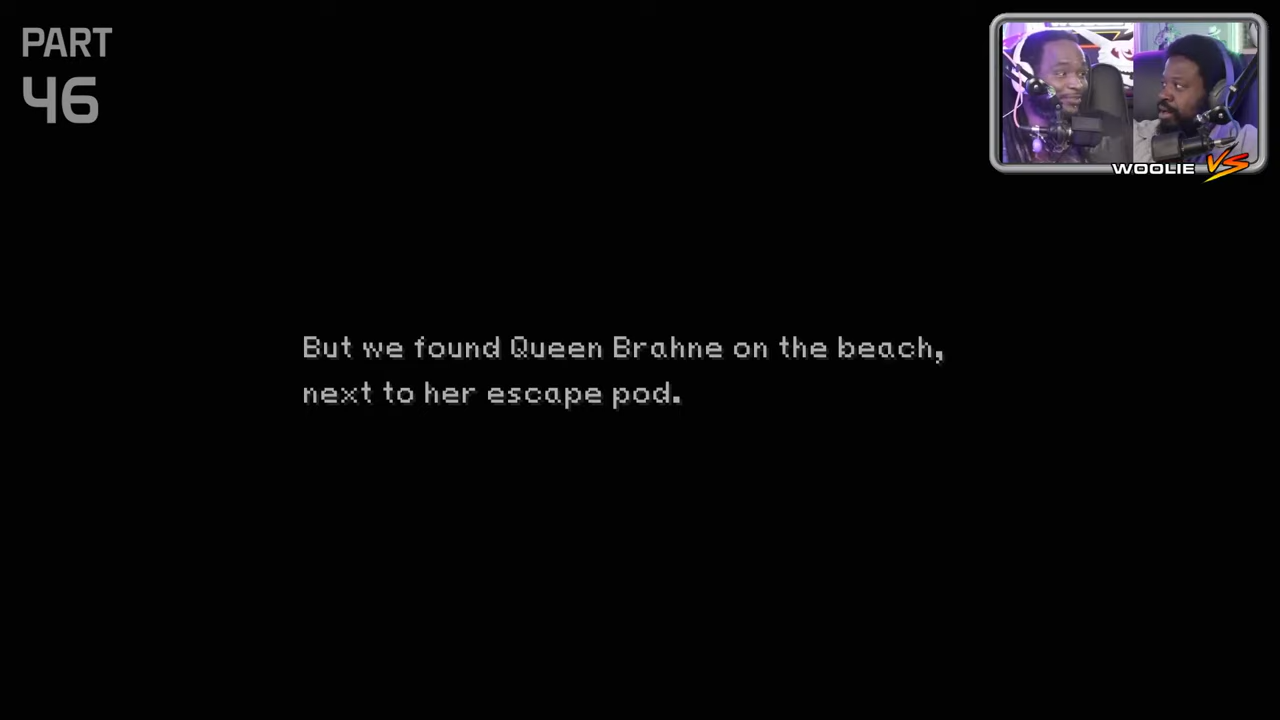 PART
46
WOOLIE VS
But we found Queen Brahne on the beach,
next to her escape pod.